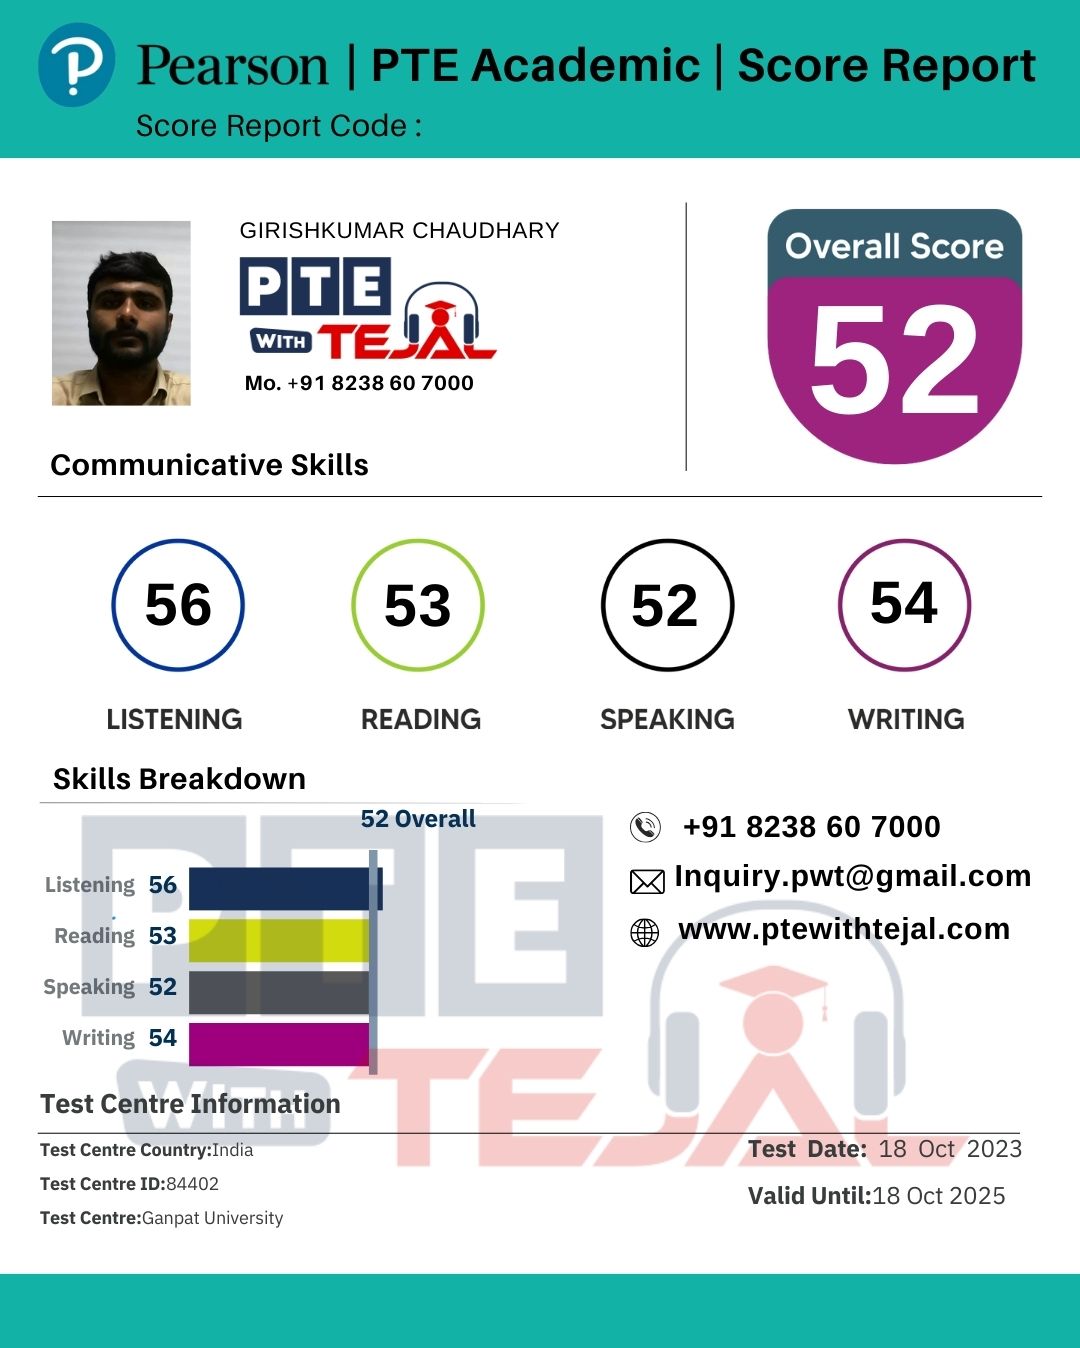 Pearson | PTE Academic | Score Report
Score Report Code :
GIRISHKUMAR CHAUDHARY
PTE
WITH TEJAL
Mo. +91 8238 60 7000
Overall Score
52
Communicative Skills
56 53 52 54
LISTENING READING SPEAKING WRITING
Skills Breakdown
52 Overall
Listening 56
Reading 53
Speaking 52
Writing 54
+91 8238 60 7000
Inquiry.pwt@gmail.com
www.ptewithtejal.com
PTE
WITH TEJAL
Test Centre Information
Test Centre Country:India
Test Centre ID:84402
Test Centre:Ganpat University
Test Date: 18 Oct 2023
Valid Until:18 Oct 2025